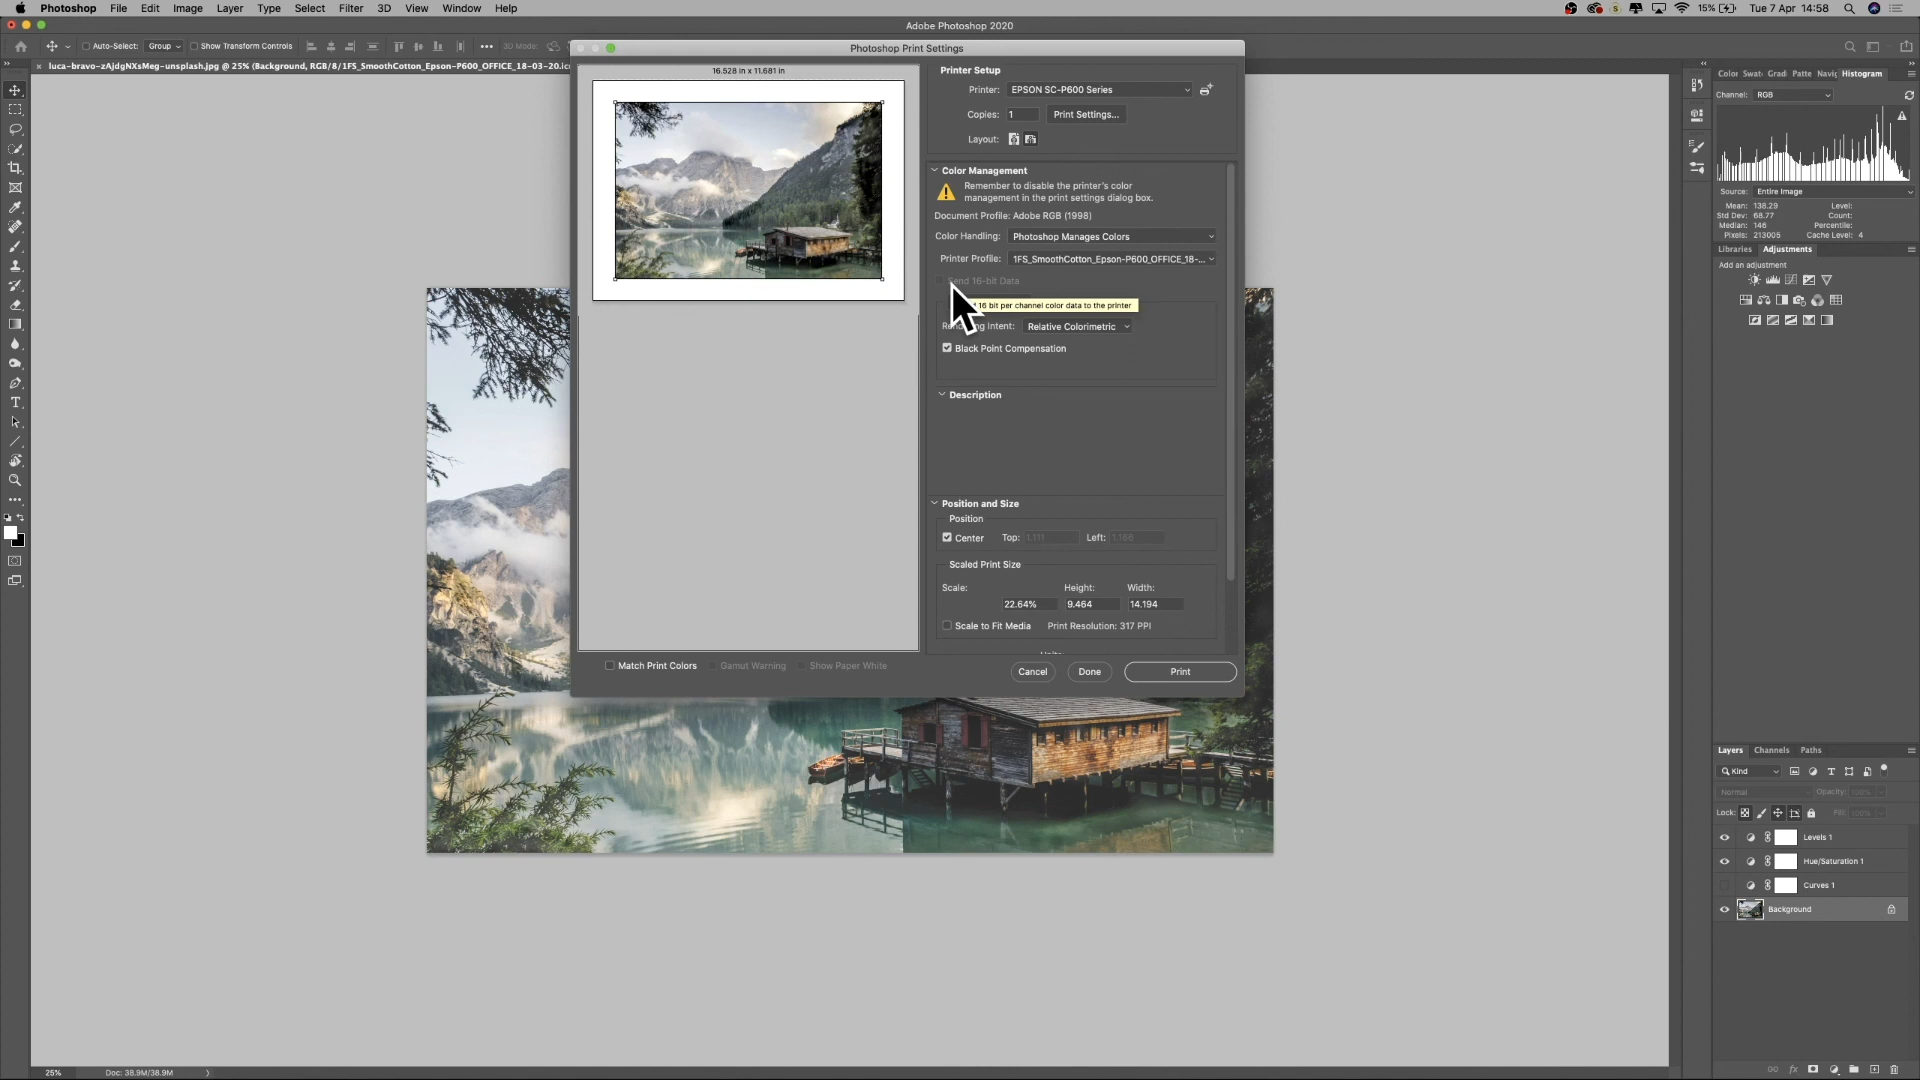 Photoshop File Edit Image Layer Type Select Filter 3D View Window Help 15% Tue 7 Apr 14:58
Adobe Photoshop 2020
Auto-Select: Group Show Transform Controls 3D Mode:
luca-bravo-zAjdgNXsMeg-unsplash.jpg @ 25% (Background, RGB/8/1FS_SmoothCotton_Epson-P600_OFFICE_18-03-20.ic
Photoshop Print Settings
16.528 in x 11.681 in
Printer Setup
Printer: EPSON SC-P600 Series
Copies: 1 Print Settings...
Layout:
Color Management
Remember to disable the printer's color
management in the print settings dialog box.
Document Profile: Adobe RGB (1998)
Color Handling: Photoshop Manages Colors
Printer Profile: 1FS_SmoothCotton_Epson-P600_OFFICE_18-...
Send 16-bit Data
16 bit per channel color data to the printer
Intent: Relative Colorimetric
Black Point Compensation
Description
Position and Size
Position
Center Top: 1.111 Left: 1.166
Scaled Print Size
Scale: Height: Width:
22.64% 9.464 14.194
Scale to Fit Media Print Resolution: 317 PPI
Match Print Colors Gamut Warning Show Paper White
Cancel Done Print
Color Swat Gradi Patte Navig Histogram
Channel: RGB
Source: Entire Image
Mean: 138.29 Level:
Std Dev: 68.77 Count:
Median: 146 Percentile:
Pixels: 213005 Cache Level: 4
Libraries Adjustments
Add an adjustment
Layers Channels Paths
Kind
Normal Opacity: 100%
Lock: Fill: 100%
Levels 1
Hue/Saturation 1
Curves 1
Background
fx
25% Doc: 38.9M/38.9M